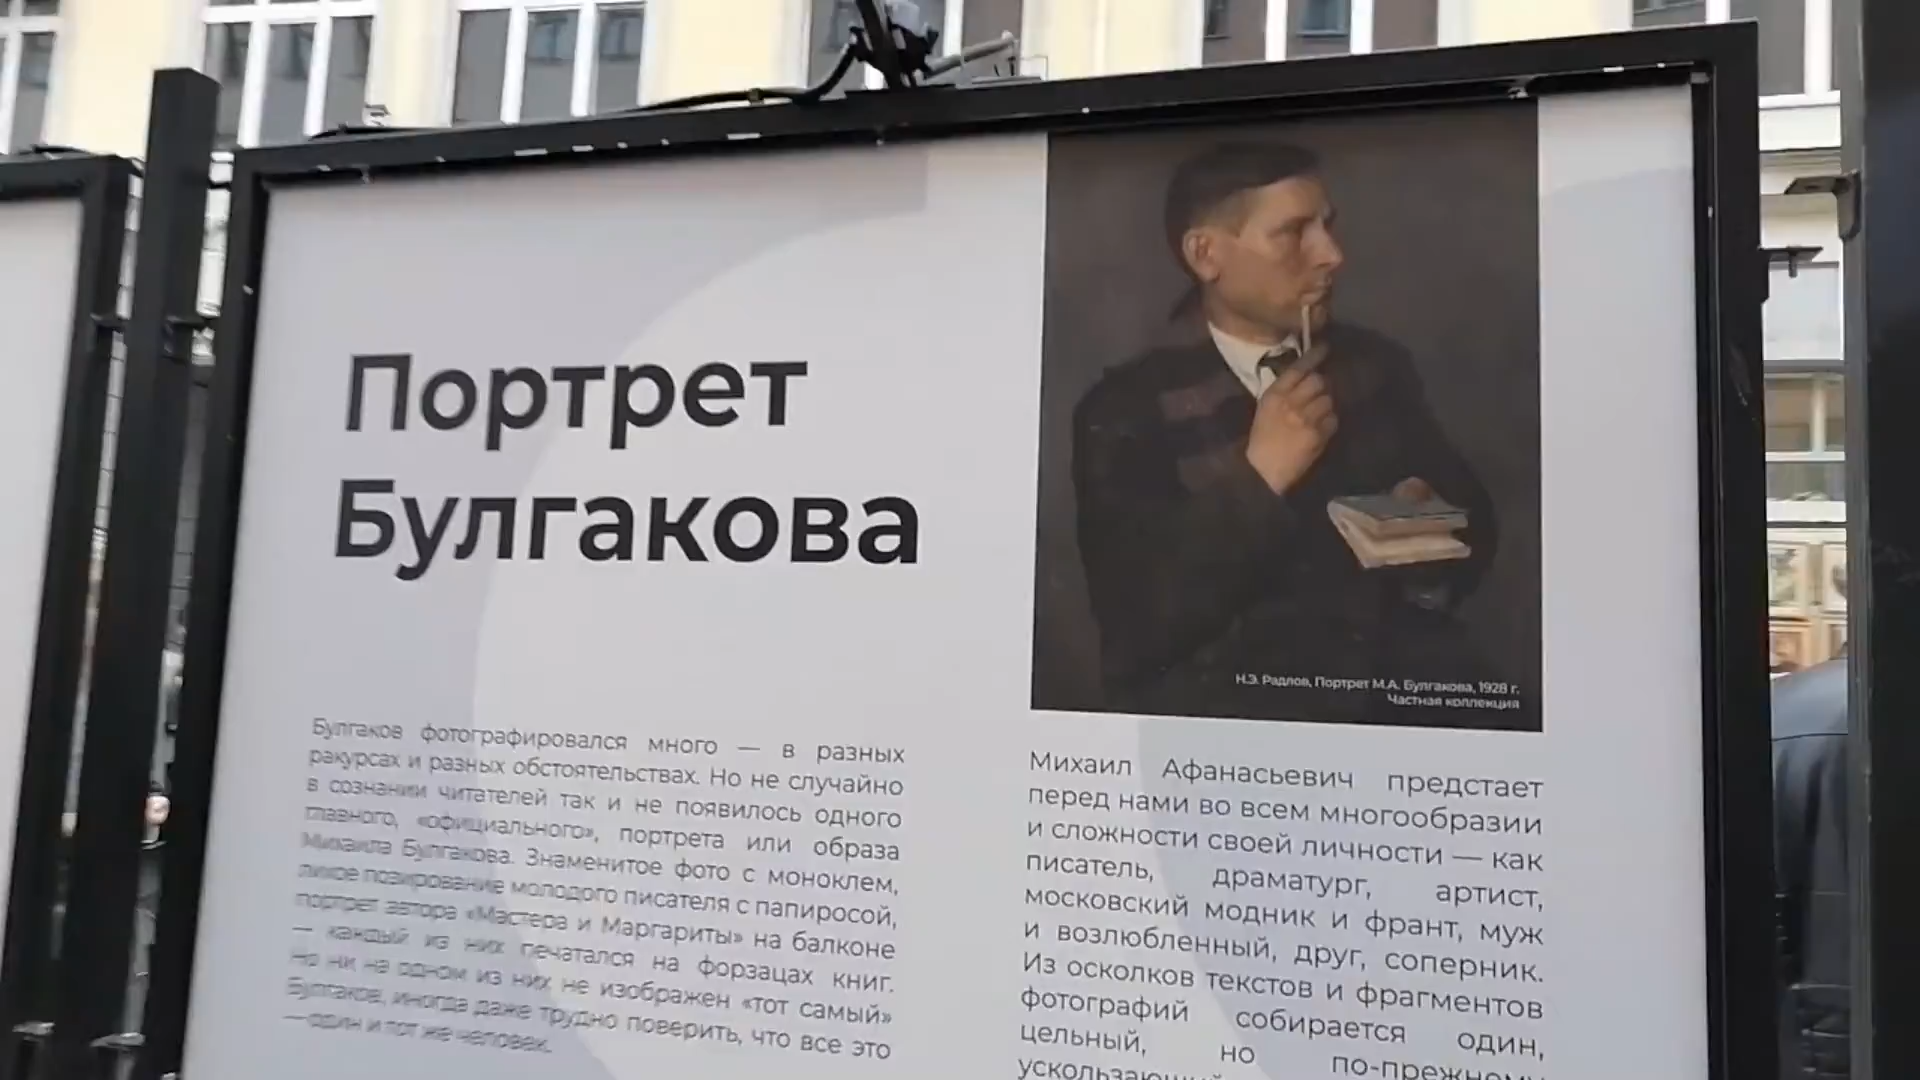 Портрет
Булгакова
Н.Э. Радлов, Портрет М.А. Булгакова, 1928 г.
Частная коллекция
Булгаков фотографировался много — в разных
ракурсах и разных обстоятельствах. Но не случайно
в сознании читателей так и не появилось одного
главного, «официального», портрета или образа
Михаила Булгакова. Знаменитое фото с моноклем,
лихое позирование молодого писателя с папиросой,
портрет автора «Мастера и Маргариты» на балконе
— каждый из них печатался на форзацах книг.
Но ни на одном из них не изображен «тот самый»
Булгаков, иногда даже трудно поверить, что все это
— один и тот же человек.
Михаил Афанасьевич предстает
перед нами во всем многообразии
и сложности своей личности — как
писатель, драматург, артист,
московский модник и франт, муж
и возлюбленный, друг, соперник.
Из осколков текстов и фрагментов
фотографий собирается один,
цельный, но по-прежнему